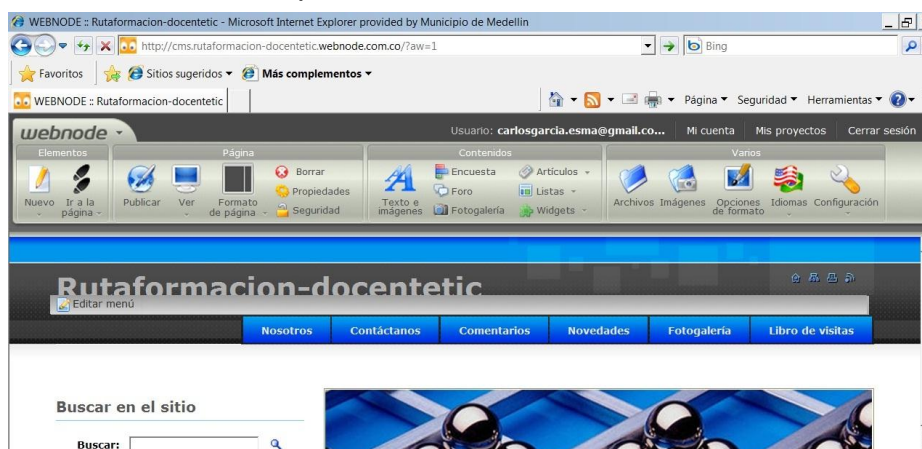 WEBNODE :: Rutaformacion-docentetic - Microsoft Internet Explorer provided by Municipio de Medellin
http://cms.rutaformacion-docentetic.webnode.com.co/?aw=1
Bing
Favoritos Sitios sugeridos Más complementos
WEBNODE :: Rutaformacion-docentetic
Página Seguridad Herramientas
webnode
Usuario: carlosgarcia.esma@gmail.co... Mi cuenta Mis proyectos Cerrar sesión
Elementos Página Contenidos Varios
Nuevo
Ir a la
página
Publicar
Ver
Formato
de página
Borrar
Propiedades
Seguridad
Texto e
imágenes
Encuesta
Foro
Fotogalería
Artículos
Listas
Widgets
Archivos
Imágenes
Opciones
de formato
Idiomas
Configuración
Rutaformacion-docentetic
Editar menú
Nosotros Contáctanos Comentarios Novedades Fotogalería Libro de visitas
Buscar en el sitio
Buscar: